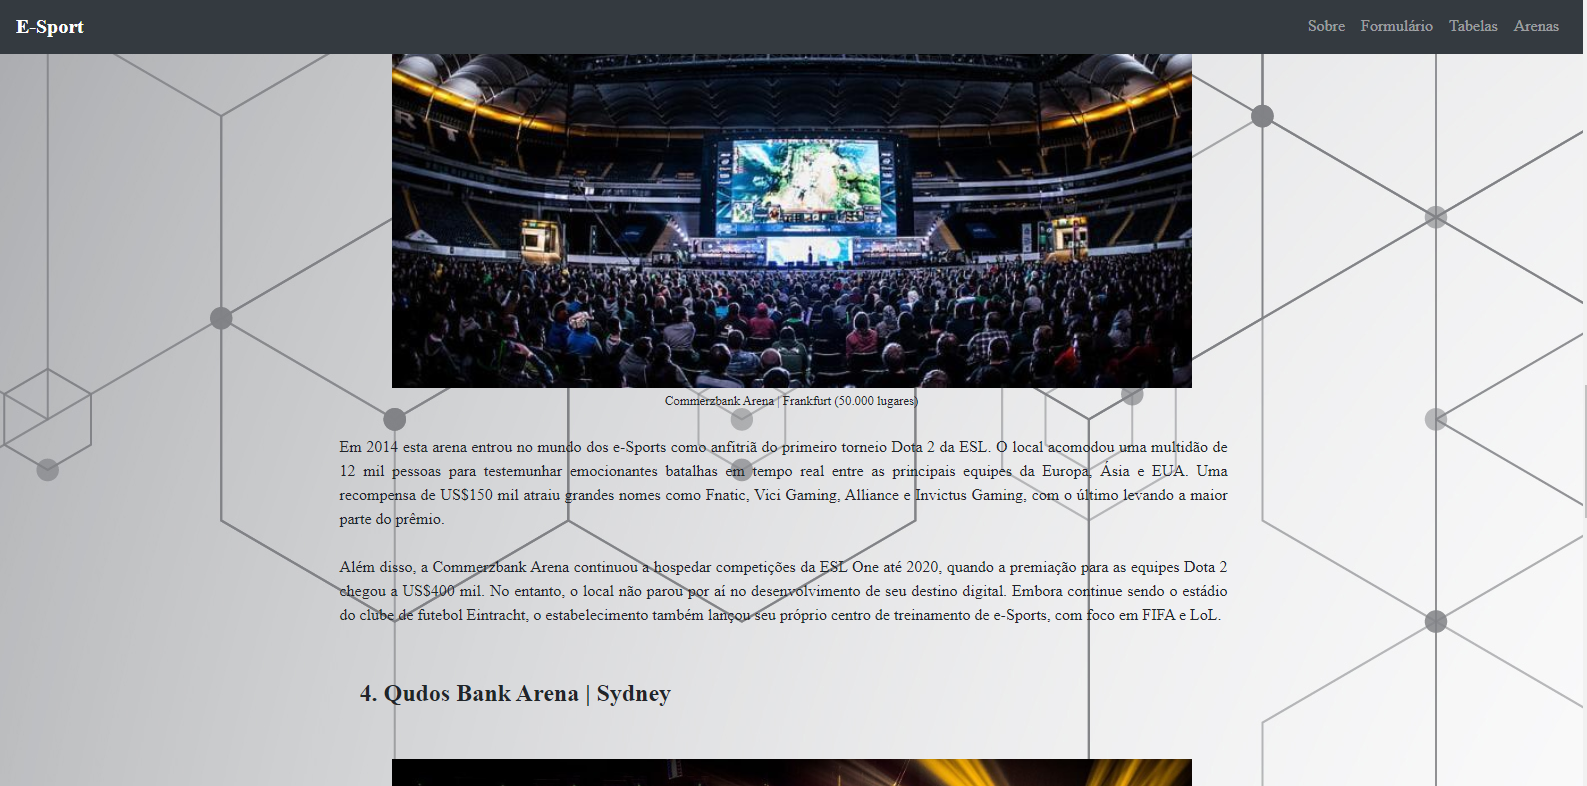 E-Sport
Sobre Formulário Tabelas Arenas
Commerzbank Arena | Frankfurt (50.000 lugares)
Em 2014 esta arena entrou no mundo dos e-Sports como anfitriã do primeiro torneio Dota 2 da ESL. O local acomodou uma multidão de
12 mil pessoas para testemunhar emocionantes batalhas em tempo real entre as principais equipes da Europa, Ásia e EUA. Uma
recompensa de US$150 mil atraiu grandes nomes como Fnatic, Vici Gaming, Alliance e Invictus Gaming, com o último levando a maior
parte do prêmio.
Além disso, a Commerzbank Arena continuou a hospedar competições da ESL One até 2020, quando a premiação para as equipes Dota 2
chegou a US$400 mil. No entanto, o local não parou por aí no desenvolvimento de seu destino digital. Embora continue sendo o estádio
do clube de futebol Eintracht, o estabelecimento também lançou seu próprio centro de treinamento de e-Sports, com foco em FIFA e LoL.
4. Qudos Bank Arena | Sydney